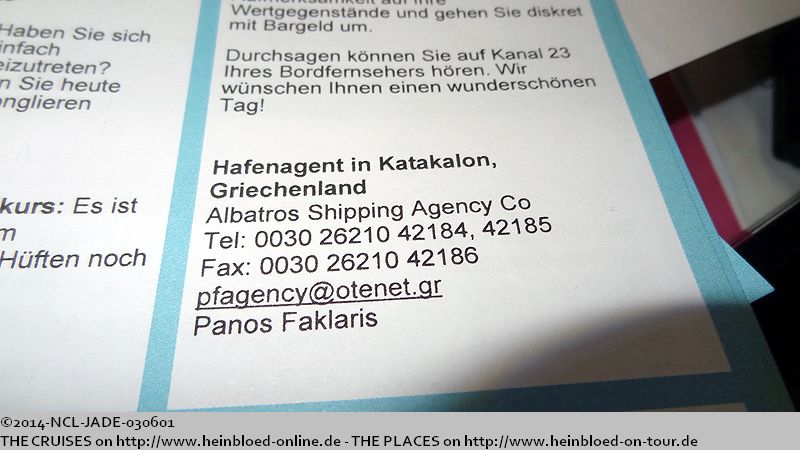 Haben Sie sich
einfach
eizutreten?
n Sie heute
onglieren
kurs: Es ist
m
Hüften noch
Wertgegenstände und gehen Sie diskret
mit Bargeld um.
Durchsagen können Sie auf Kanal 23
Ihres Bordfernsehers hören. Wir
wünschen Ihnen einen wunderschönen
Tag!
Hafenagent in Katakalon,
Griechenland
Albatros Shipping Agency Co
Tel: 0030 26210 42184, 42185
Fax: 0030 26210 42186
pfagency@otenet.gr
Panos Faklaris
©2014-NCL-JADE-030601
THE CRUISES on http://www.heinbloed-online.de - THE PLACES on http://www.heinbloed-on-tour.de